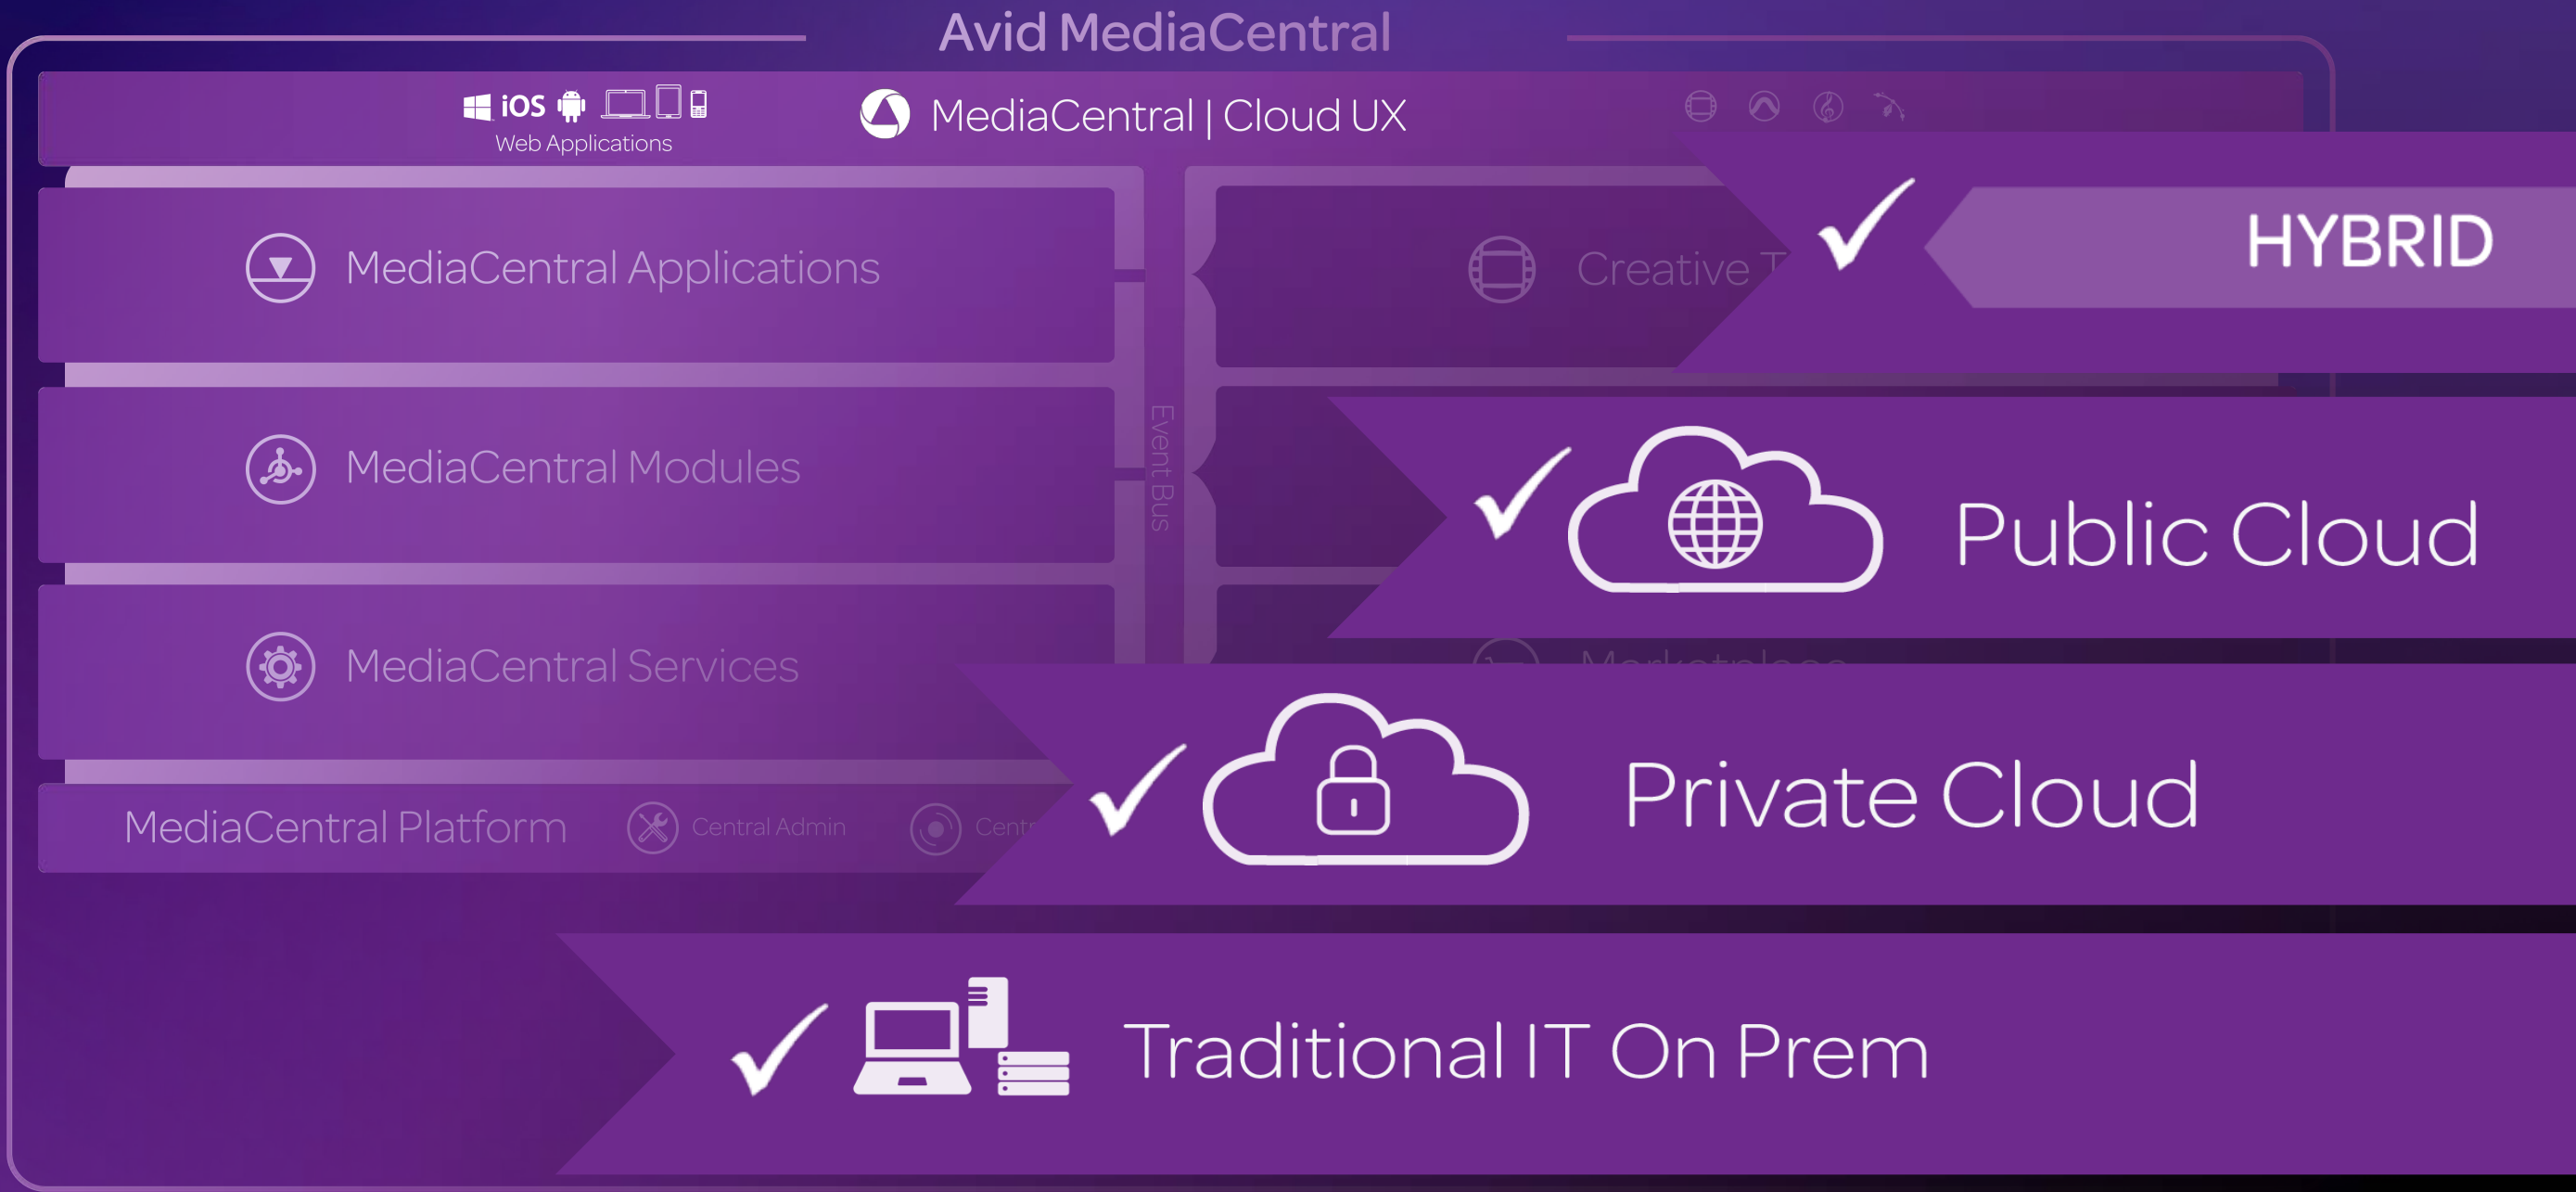 Avid MediaCentral
iOS
Web Applications
MediaCentral | Cloud UX
MediaCentral Applications
Creative
HYBRID
MediaCentral Modules
Event Bus
Public Cloud
MediaCentral Services
Marketplace
Private Cloud
MediaCentral Platform
Central Admin
Traditional IT On Prem